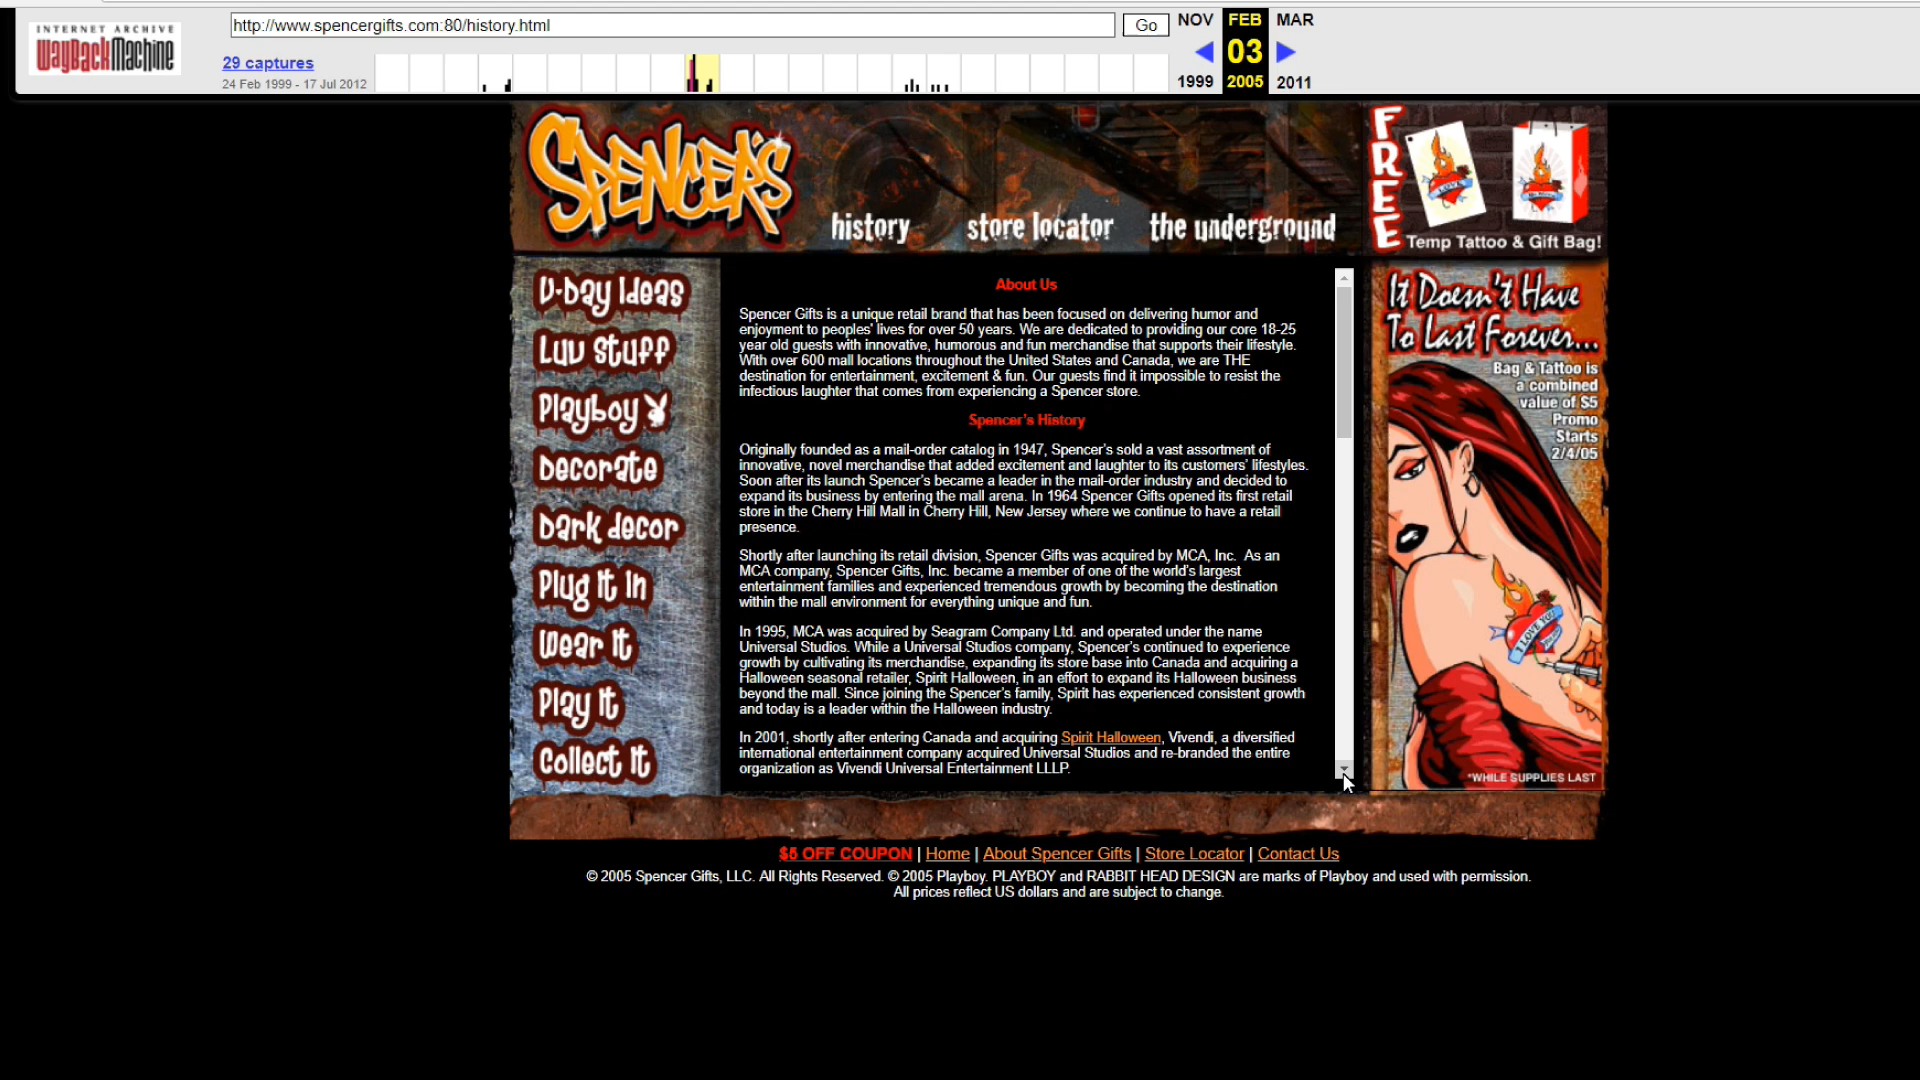 INTERNET ARCHIVE
WayBackMachine
http://www.spencergifts.com:80/history.html
Go
NOV FEB MAR
03
1999 2005 2011
29 captures
24 Feb 1999 - 17 Jul 2012
SPENCER'S
history store locator the underground
FREE
Temp Tattoo & Gift Bag!
V-Day Ideas
Luv Stuff
Playboy
Decorate
Dark decor
Plug It In
Wear It
Play It
Collect It
About Us
Spencer Gifts is a unique retail brand that has been focused on delivering humor and
enjoyment to peoples' lives for over 50 years. We are dedicated to providing our core 18-25
year old guests with innovative, humorous and fun merchandise that supports their lifestyle.
With over 600 mall locations throughout the United States and Canada, we are THE
destination for entertainment, excitement & fun. Our guests find it impossible to resist the
infectious laughter that comes from experiencing a Spencer store.
Spencer's History
Originally founded as a mail-order catalog in 1947, Spencer's sold a vast assortment of
innovative, novel merchandise that added excitement and laughter to its customers' lifestyles.
Soon after its launch Spencer's became a leader in the mail-order industry and decided to
expand its business by entering the mall arena. In 1964 Spencer Gifts opened its first retail
store in the Cherry Hill Mall in Cherry Hill, New Jersey where we continue to have a retail
presence.
Shortly after launching its retail division, Spencer Gifts was acquired by MCA, Inc. As an
MCA company, Spencer Gifts, Inc. became a member of one of the world's largest
entertainment families and experienced tremendous growth by becoming the destination
within the mall environment for everything unique and fun.
In 1995, MCA was acquired by Seagram Company Ltd. and operated under the name
Universal Studios. While a Universal Studios company, Spencer's continued to experience
growth by cultivating its merchandise, expanding its store base into Canada and acquiring a
Halloween seasonal retailer, Spirit Halloween, in an effort to expand its Halloween business
beyond the mall. Since joining the Spencer's family, Spirit has experienced consistent growth
and today is a leader within the Halloween industry.
In 2001, shortly after entering Canada and acquiring Spirit Halloween, Vivendi, a diversified
international entertainment company acquired Universal Studios and re-branded the entire
organization as Vivendi Universal Entertainment LLLP.
It Doesn't Have
To Last Forever...
Bag & Tattoo is
a combined
value of $5
Promo
Starts
2/4/05
I LOVE YOU
*WHILE SUPPLIES LAST
$5 OFF COUPON | Home | About Spencer Gifts | Store Locator | Contact Us
© 2005 Spencer Gifts, LLC. All Rights Reserved. © 2005 Playboy. PLAYBOY and RABBIT HEAD DESIGN are marks of Playboy and used with permission.
All prices reflect US dollars and are subject to change.